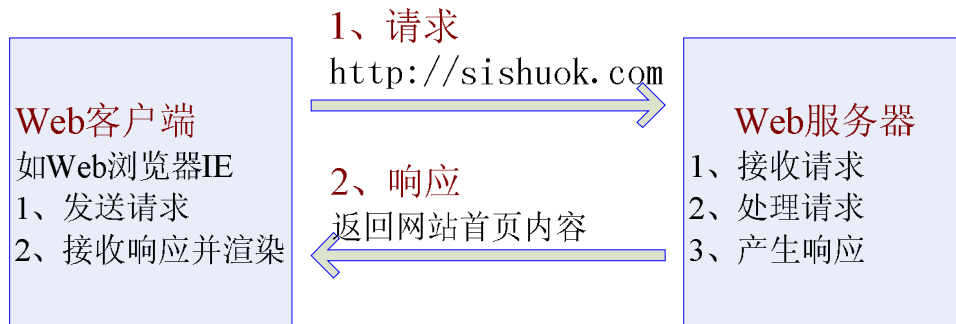 Web客户端
如Web浏览器IE
1、发送请求
2、接收响应并渲染
1、请求
http://sishuok.com
2、响应
返回网站首页内容
Web服务器
1、接收请求
2、处理请求
3、产生响应